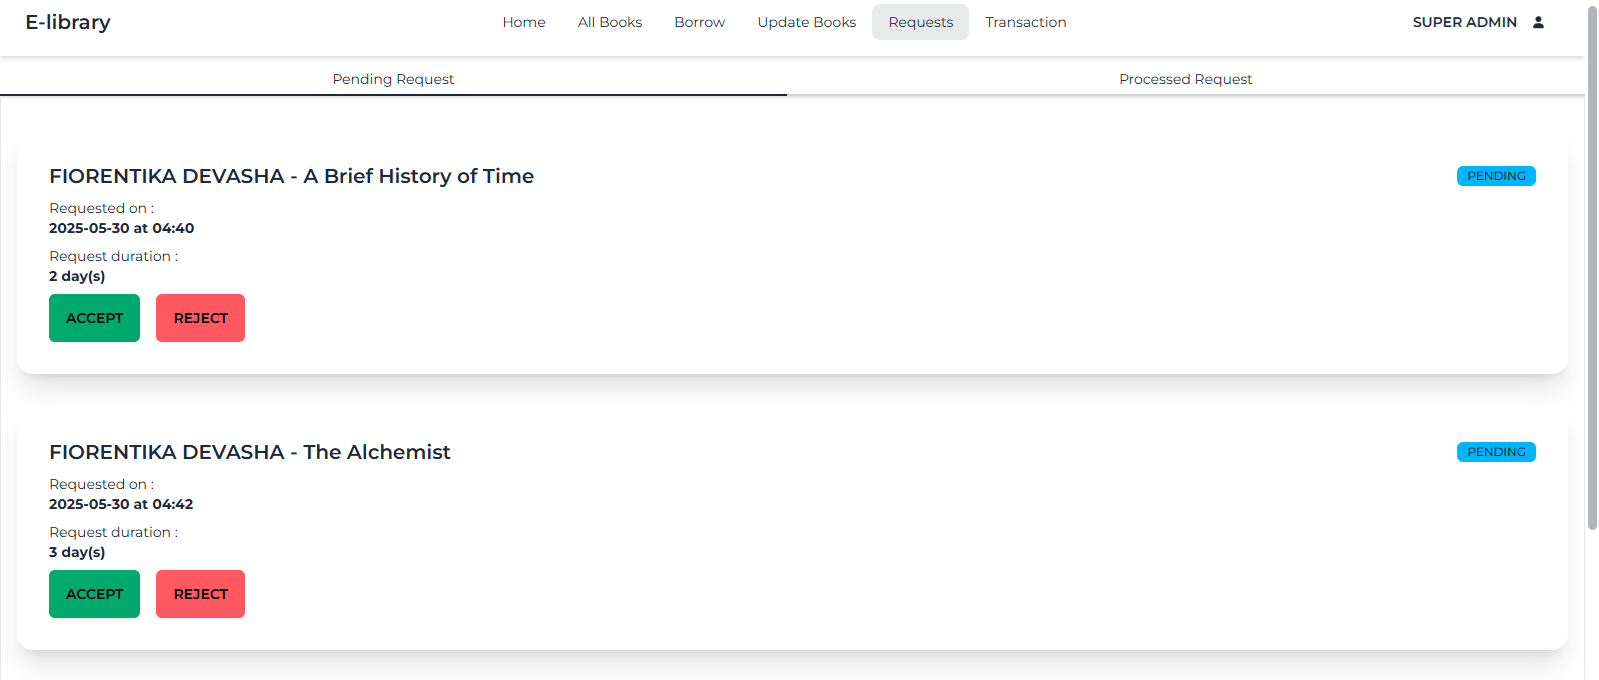 E-library Home All Books Borrow Update Books Requests Transaction SUPER ADMIN
Pending Request Processed Request
FIORENTIKA DEVASHA - A Brief History of Time PENDING
Requested on :
2025-05-30 at 04:40
Request duration :
2 day(s)
ACCEPT REJECT
FIORENTIKA DEVASHA - The Alchemist PENDING
Requested on :
2025-05-30 at 04:42
Request duration :
3 day(s)
ACCEPT REJECT